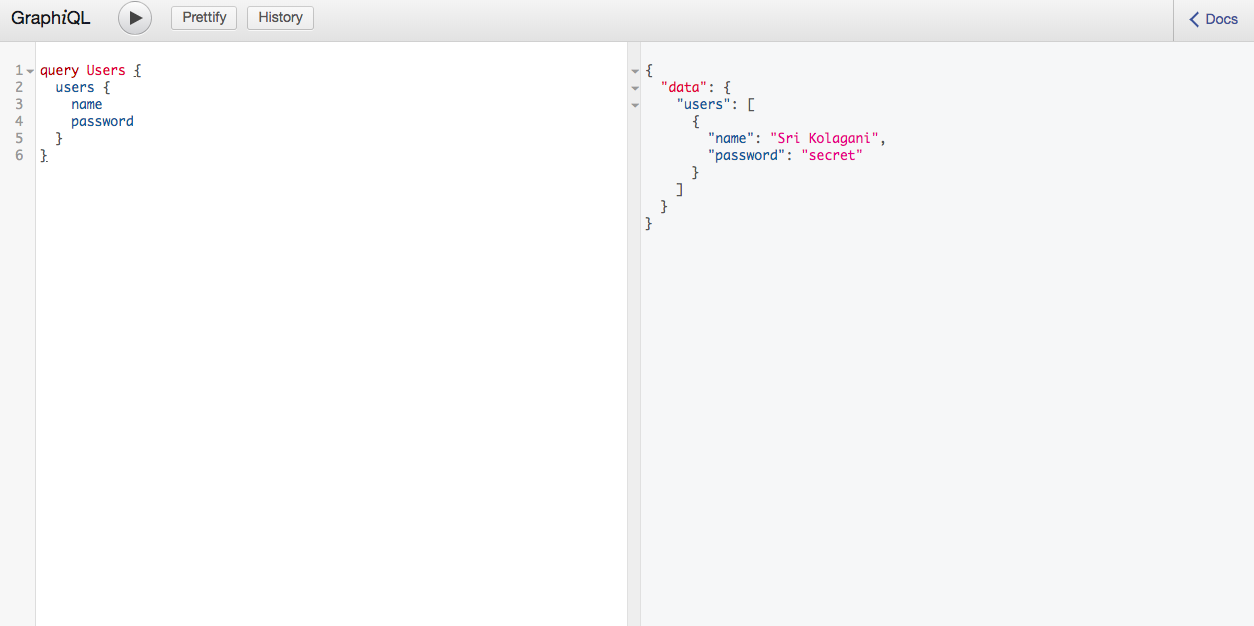 GraphiQL
Prettify
History
Docs
1 query Users {
2 users {
3 name
4 password
5 }
6 }
{
"data": {
"users": [
{
"name": "Sri Kolagani",
"password": "secret"
}
]
}
}